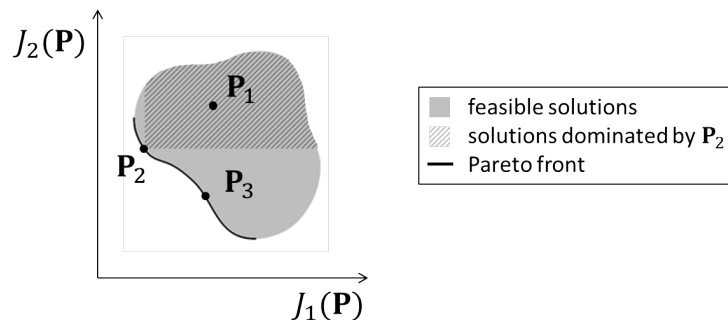 J₂(𝐏)
𝐏₁
𝐏₂
𝐏₃
J₁(𝐏)
feasible solutions
solutions dominated by 𝐏₂
Pareto front